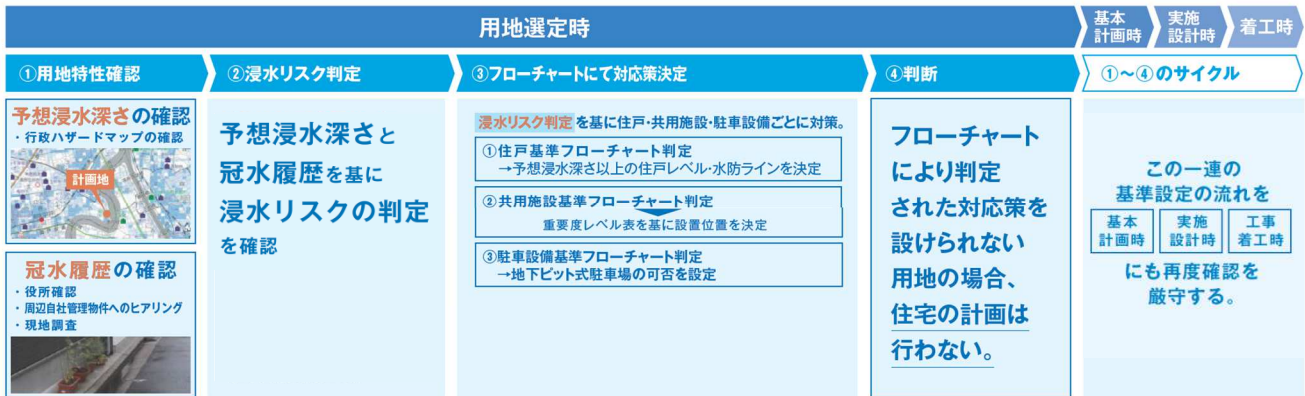 用地選定時
基本
計画時
実施
設計時
着工時
①用地特性確認
②浸水リスク判定
③フローチャートにて対応策決定
④判断
①～④のサイクル
予想浸水深さの確認
・行政ハザードマップの確認
計画地
冠水履歴の確認
・役所確認
・周辺自社管理物件へのヒアリング
・現地調査
予想浸水深さと
冠水履歴を基に
浸水リスクの判定
を確認
浸水リスク判定を基に住戸・共用施設・駐車設備ごとに対策。
①住戸基準フローチャート判定
→予想浸水深さ以上の住戸レベル・水防ラインを決定
②共用施設基準フローチャート判定
重要度レベル表を基に設置位置を決定
③駐車設備基準フローチャート判定
→地下ピット式駐車場の可否を設定
フローチャート
により判定
された対応策を
設けられない
用地の場合、
住宅の計画は
行わない。
この一連の
基準設定の流れを
基本
計画時
実施
設計時
工事
着工時
にも再度確認を
厳守する。